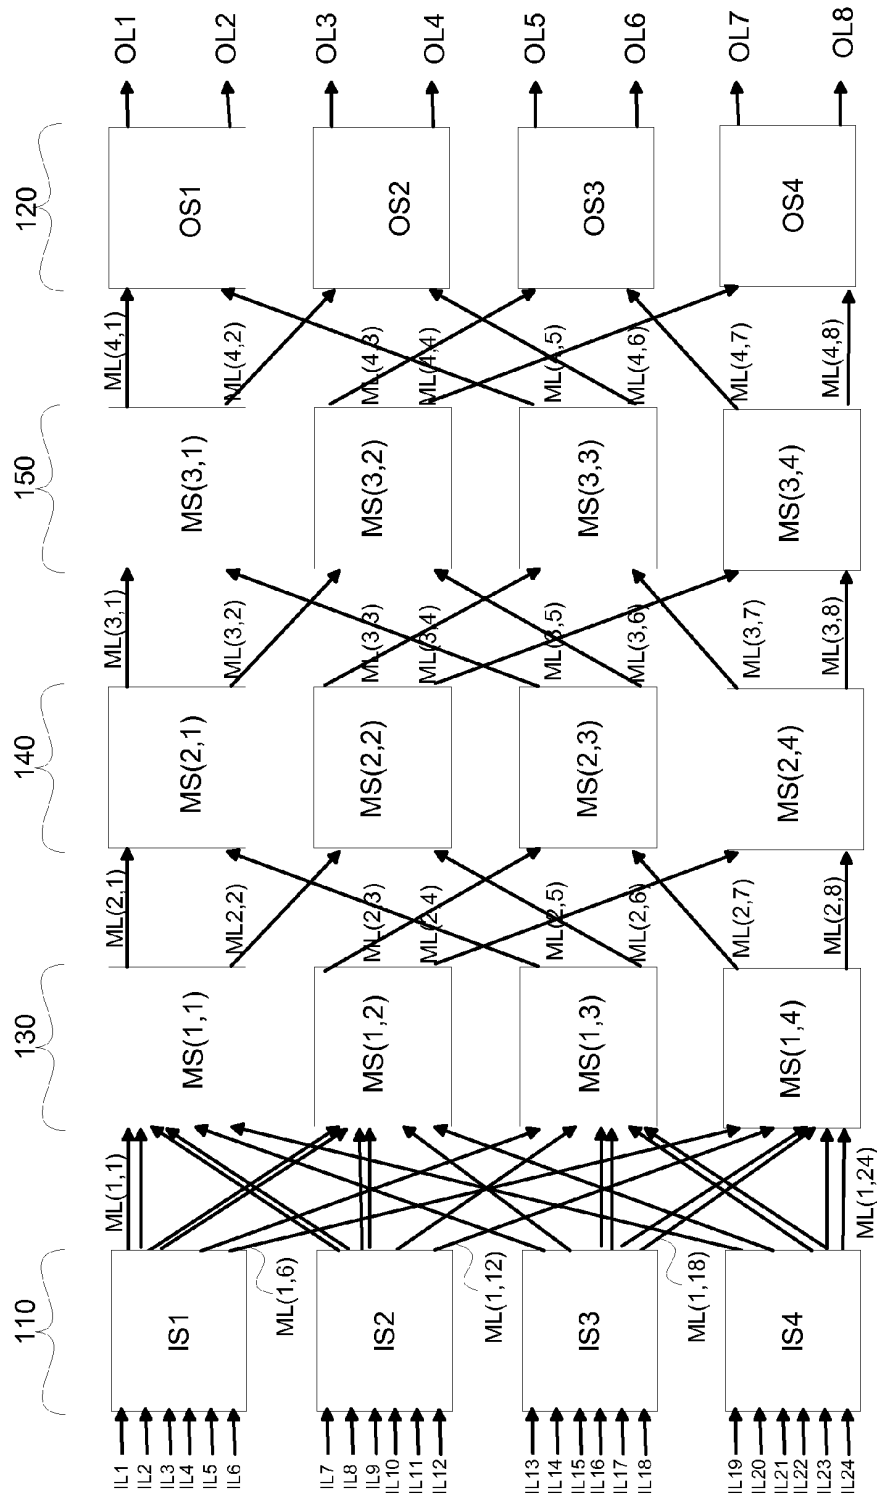 OL1
OL2
OL3
OL4
OL5
OL6
OL7
OL8
120
OS1
OS2
OS3
OS4
ML(4,1)
ML(4,2)
ML(4,3)
ML(4,4)
ML(4,5)
ML(4,6)
ML(4,7)
ML(4,8)
150
MS(3,1)
MS(3,2)
MS(3,3)
MS(3,4)
ML(3,1)
ML(3,2)
ML(3,3)
ML(3,4)
ML(3,5)
ML(3,6)
ML(3,7)
ML(3,8)
140
MS(2,1)
MS(2,2)
MS(2,3)
MS(2,4)
ML(2,1)
ML2,2)
ML(2,3)
ML(2,4)
ML(2,5)
ML(2,6)
ML(2,7)
ML(2,8)
130
MS(1,1)
MS(1,2)
MS(1,3)
MS(1,4)
ML(1,1)
ML(1,24)
ML(1,6)
ML(1,12)
ML(1,18)
110
IS1
IS2
IS3
IS4
IL1
IL2
IL3
IL4
IL5
IL6
IL7
IL8
IL9
IL10
IL11
IL12
IL13
IL14
IL15
IL16
IL17
IL18
IL19
IL20
IL21
IL22
IL23
IL24